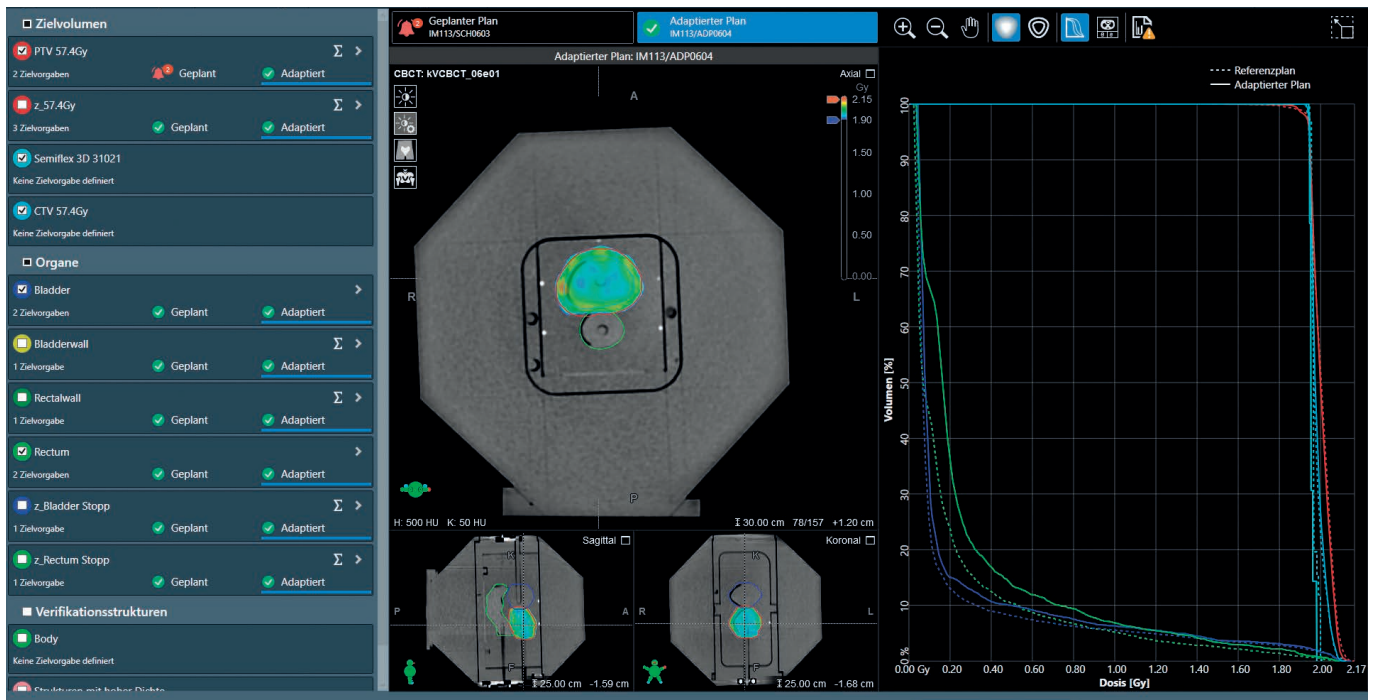 Zielvolumen
PTV 57.4Gy Σ
2 Zielvorgaben 2 Geplant Adaptiert
z_57.4Gy Σ
3 Zielvorgaben Geplant Adaptiert
Semiflex 3D 31021
Keine Zielvorgabe definiert
CTV 57.4Gy
Keine Zielvorgabe definiert
Organe
Bladder
2 Zielvorgaben Geplant Adaptiert
Bladderwall Σ
1 Zielvorgabe Geplant Adaptiert
Rectalwall Σ
1 Zielvorgabe Geplant Adaptiert
Rectum
2 Zielvorgaben Geplant Adaptiert
z_Bladder Stopp Σ
1 Zielvorgabe Geplant Adaptiert
z_Rectum Stopp Σ
1 Zielvorgabe Geplant Adaptiert
Verifikationsstrukturen
Body
Keine Zielvorgabe definiert
Strukturen mit hoher Dichte
2 Geplanter Plan
IM113/SCH0603
Adaptierter Plan
IM113/ADP0604
Adaptierter Plan: IM113/ADP0604
CBCT: kVCBCT_06e01
Axial
Gy
2.15
1.90
1.50
1.00
0.50
0.00
A
R
L
P
H: 500 HU K: 50 HU
30.00 cm 78/157 +1.20 cm
Sagittal
K
P
A
F
25.00 cm -1.59 cm
Koronal
K
R
L
F
25.00 cm -1.68 cm
Referenzplan
Adaptierter Plan
Volumen [%]
100
90
80
70
60
50
40
30
20
10
0 %
0.00 Gy 0.20 0.40 0.60 0.80 1.00 1.20 1.40 1.60 1.80 2.00 2.17
Dosis [Gy]